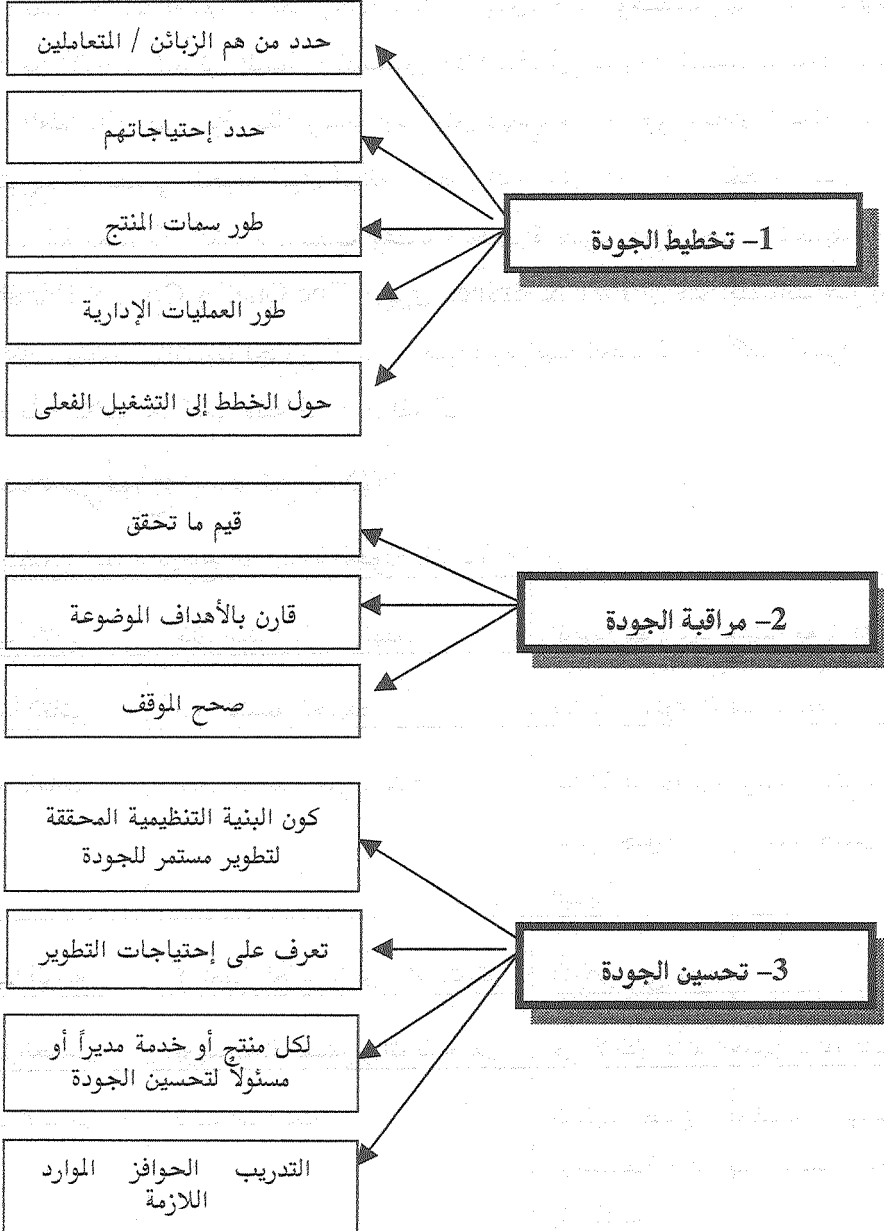 1- تخطيط الجودة
حدد من هم الزبائن / المتعاملين
حدد إحتياجاتهم
طور سمات المنتج
طور العمليات الإدارية
حول الخطط إلى التشغيل الفعلى
2- مراقبة الجودة
قيم ما تحقق
قارن بالأهداف الموضوعة
صحح الموقف
3- تحسين الجودة
كون البنية التنظيمية المحققة
لتطوير مستمر للجودة
تعرف على إحتياجات التطوير
لكل منتج أو خدمة مديراً أو
مسئولاً لتحسين الجودة
التدريب الحوافز الموارد
اللازمة